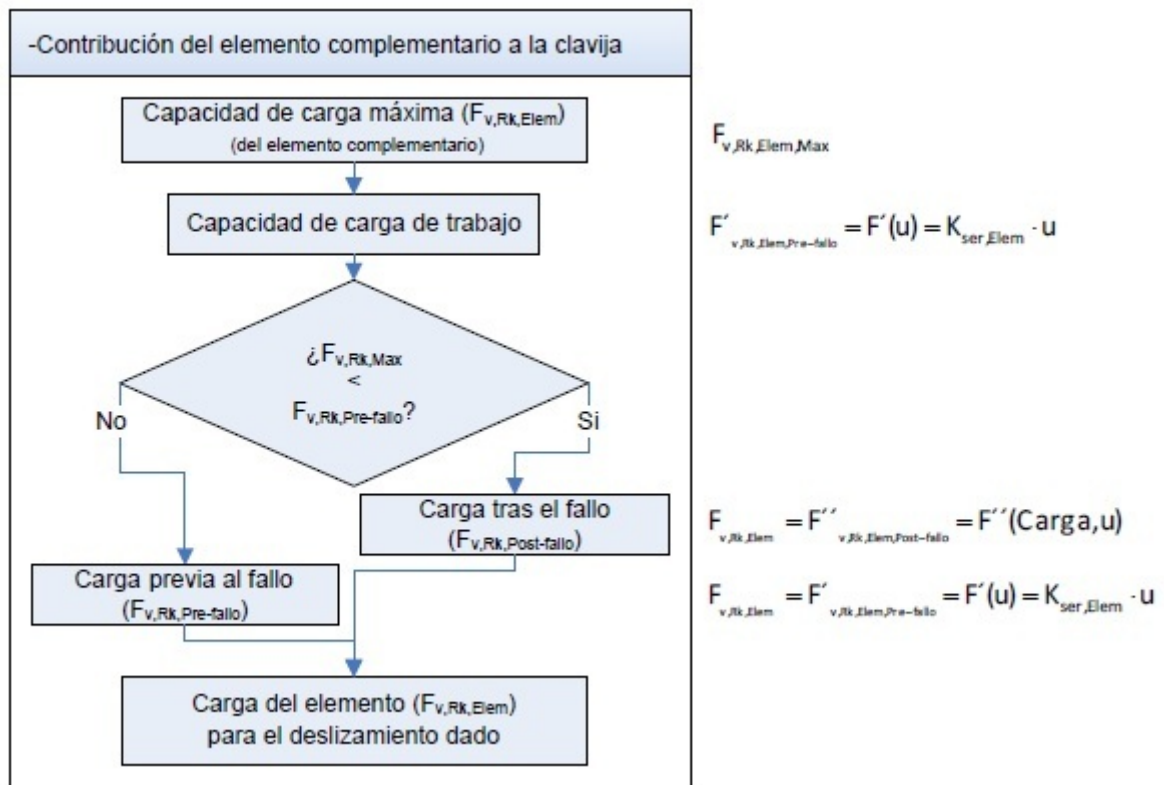 -Contribución del elemento complementario a la clavija
Capacidad de carga máxima (Fv,Rk,Elem)
(del elemento complementario)
Fv,Rk,Elem,Max
Capacidad de carga de trabajo
F´v,Rk,Elem,Pre-fallo = F´(u) = Kser,Elem · u
¿Fv,Rk,Max
<
Fv,Rk,Pre-fallo?
No
Si
Carga tras el fallo
(Fv,Rk,Post-fallo)
Fv,Rk,Elem = F´´v,Rk,Elem,Post-fallo = F´´(Carga,u)
Carga previa al fallo
(Fv,Rk,Pre-fallo)
Fv,Rk,Elem = F´v,Rk,Elem,Pre-fallo = F´(u) = Kser,Elem · u
Carga del elemento (Fv,Rk,Elem)
para el deslizamiento dado